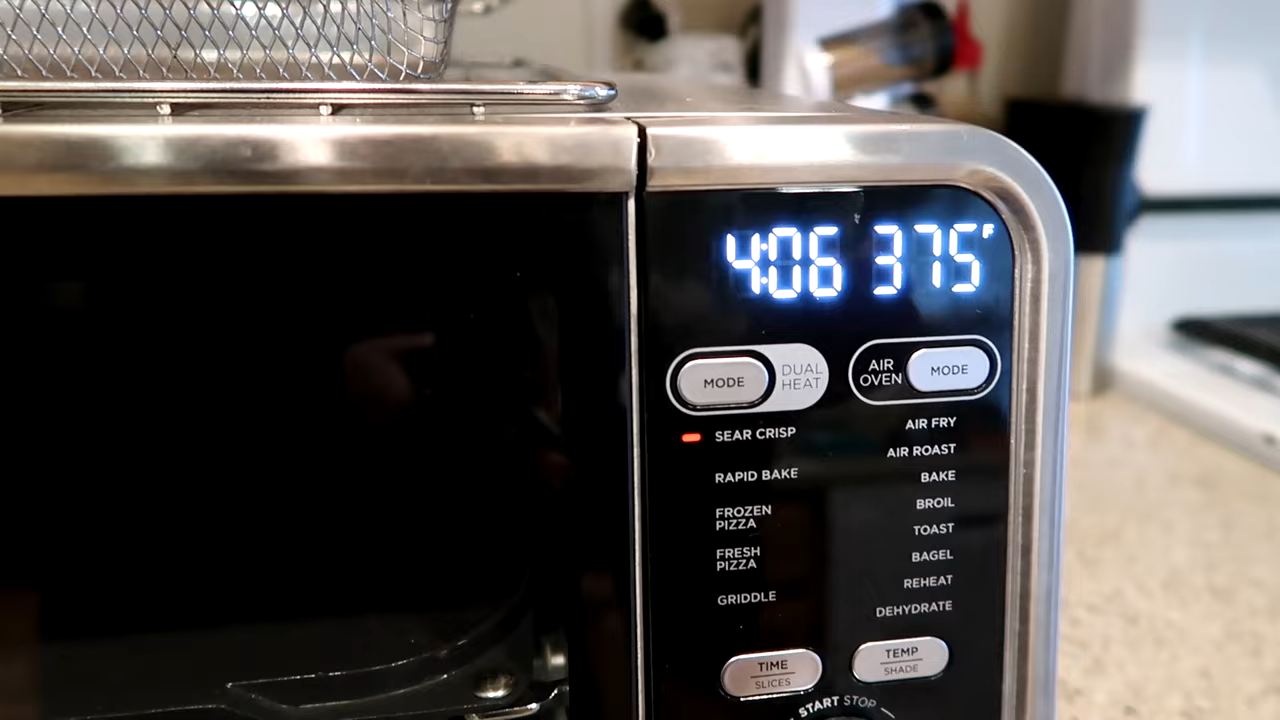 4:06 375°F
MODE DUAL HEAT
AIR OVEN MODE
SEAR CRISP
RAPID BAKE
FROZEN
PIZZA
FRESH
PIZZA
GRIDDLE
AIR FRY
AIR ROAST
BAKE
BROIL
TOAST
BAGEL
REHEAT
DEHYDRATE
TIME
SLICES
TEMP
SHADE
START STOP